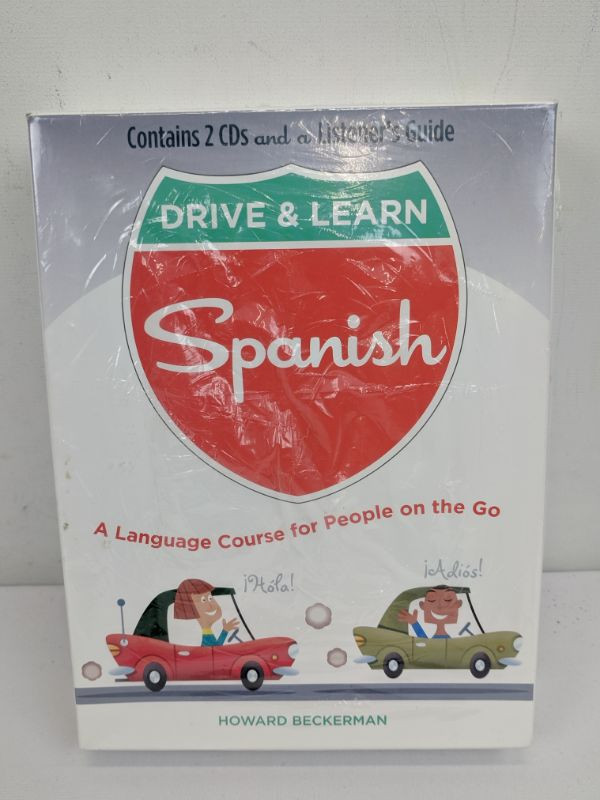 Contains 2 CDs and a Listener's Guide
DRIVE & LEARN
Spanish
A Language Course for People on the Go
¡Hóla!
¡Adiós!
HOWARD BECKERMAN